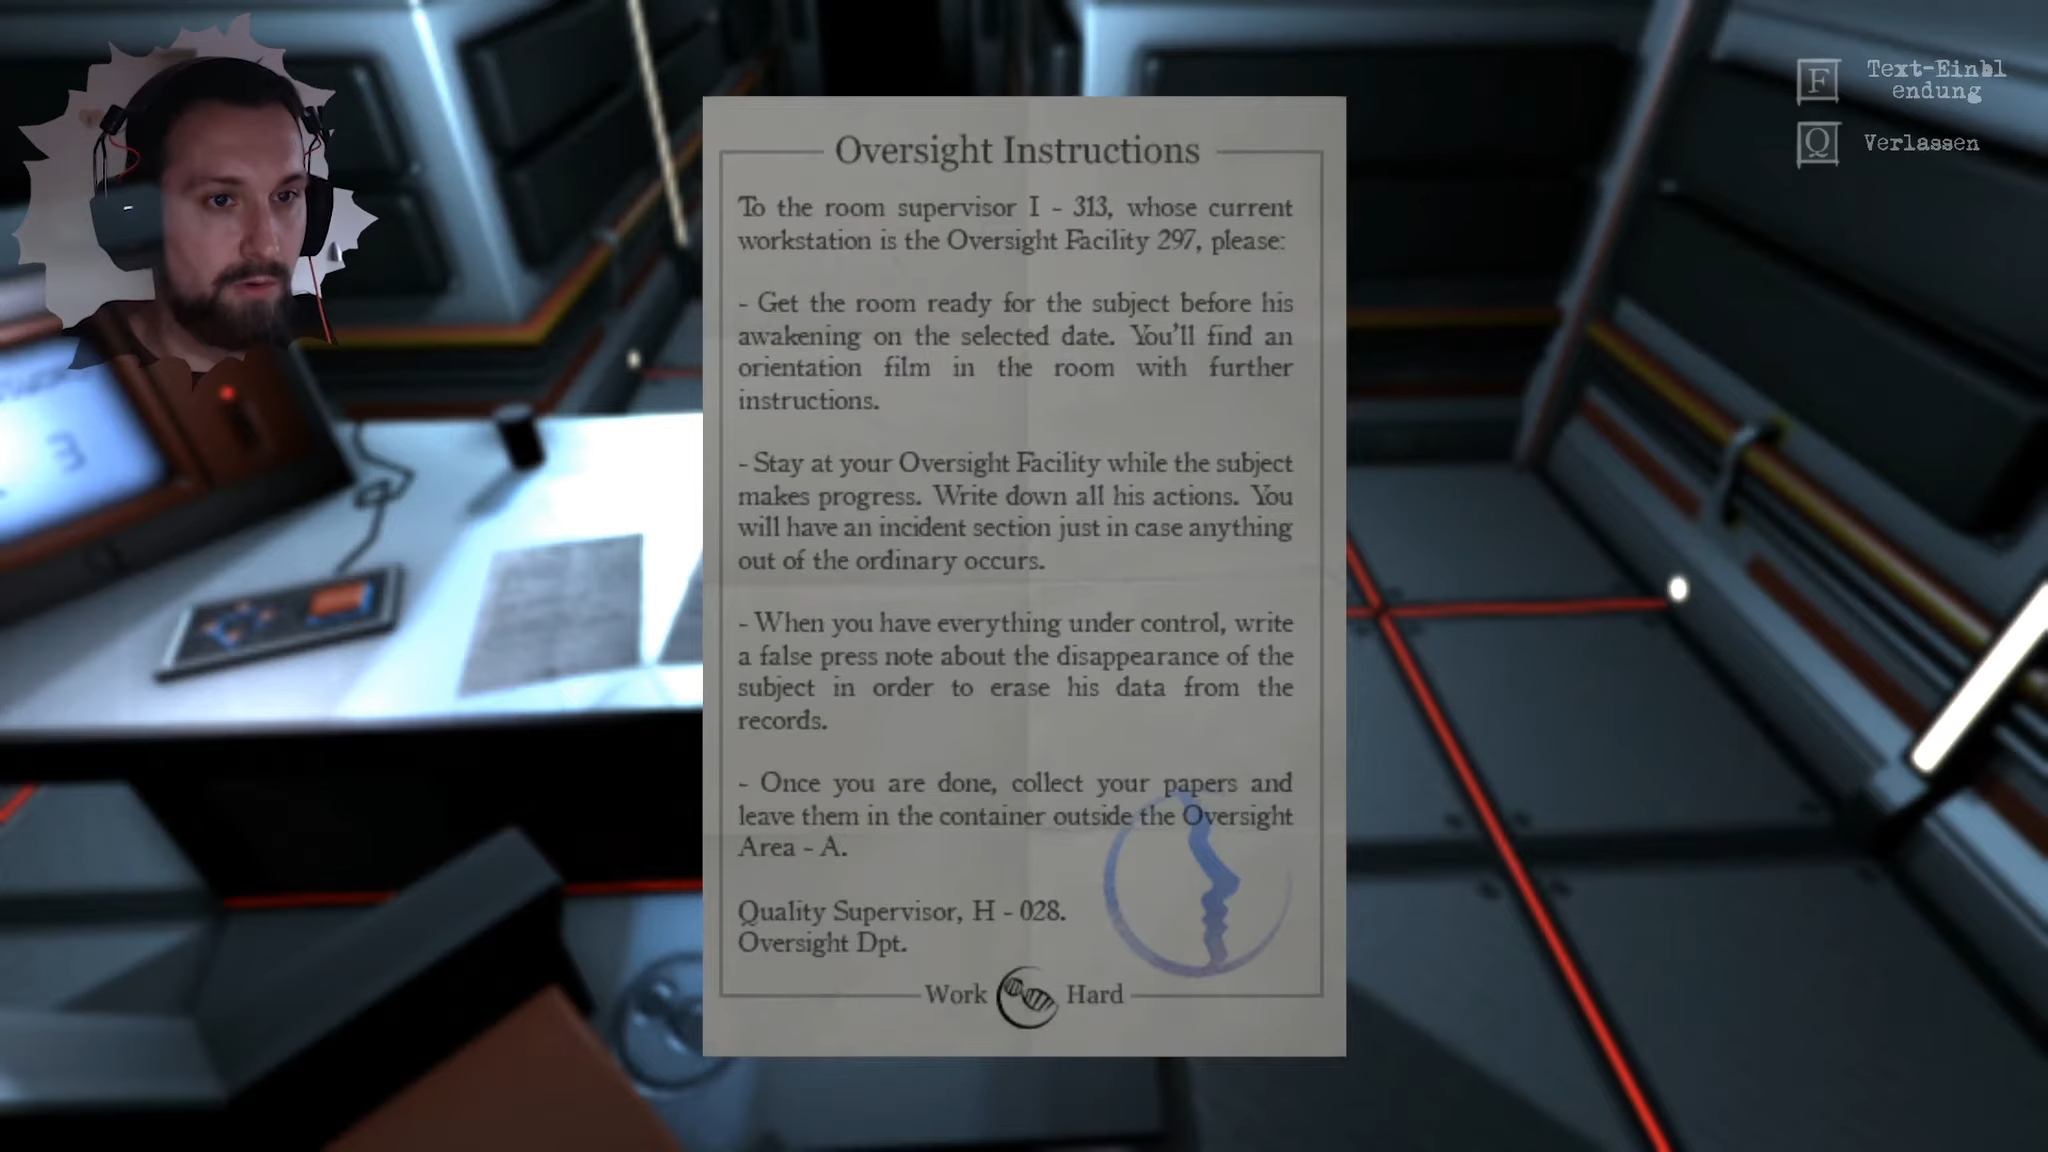 F Text-Einbl
endung
Q Verlassen
Oversight Instructions
To the room supervisor I - 313, whose current
workstation is the Oversight Facility 297, please:
- Get the room ready for the subject before his
awakening on the selected date. You'll find an
orientation film in the room with further
instructions.
- Stay at your Oversight Facility while the subject
makes progress. Write down all his actions. You
will have an incident section just in case anything
out of the ordinary occurs.
- When you have everything under control, write
a false press note about the disappearance of the
subject in order to erase his data from the
records.
- Once you are done, collect your papers and
leave them in the container outside the Oversight
Area - A.
Quality Supervisor, H - 028.
Oversight Dpt.
Work Hard
3